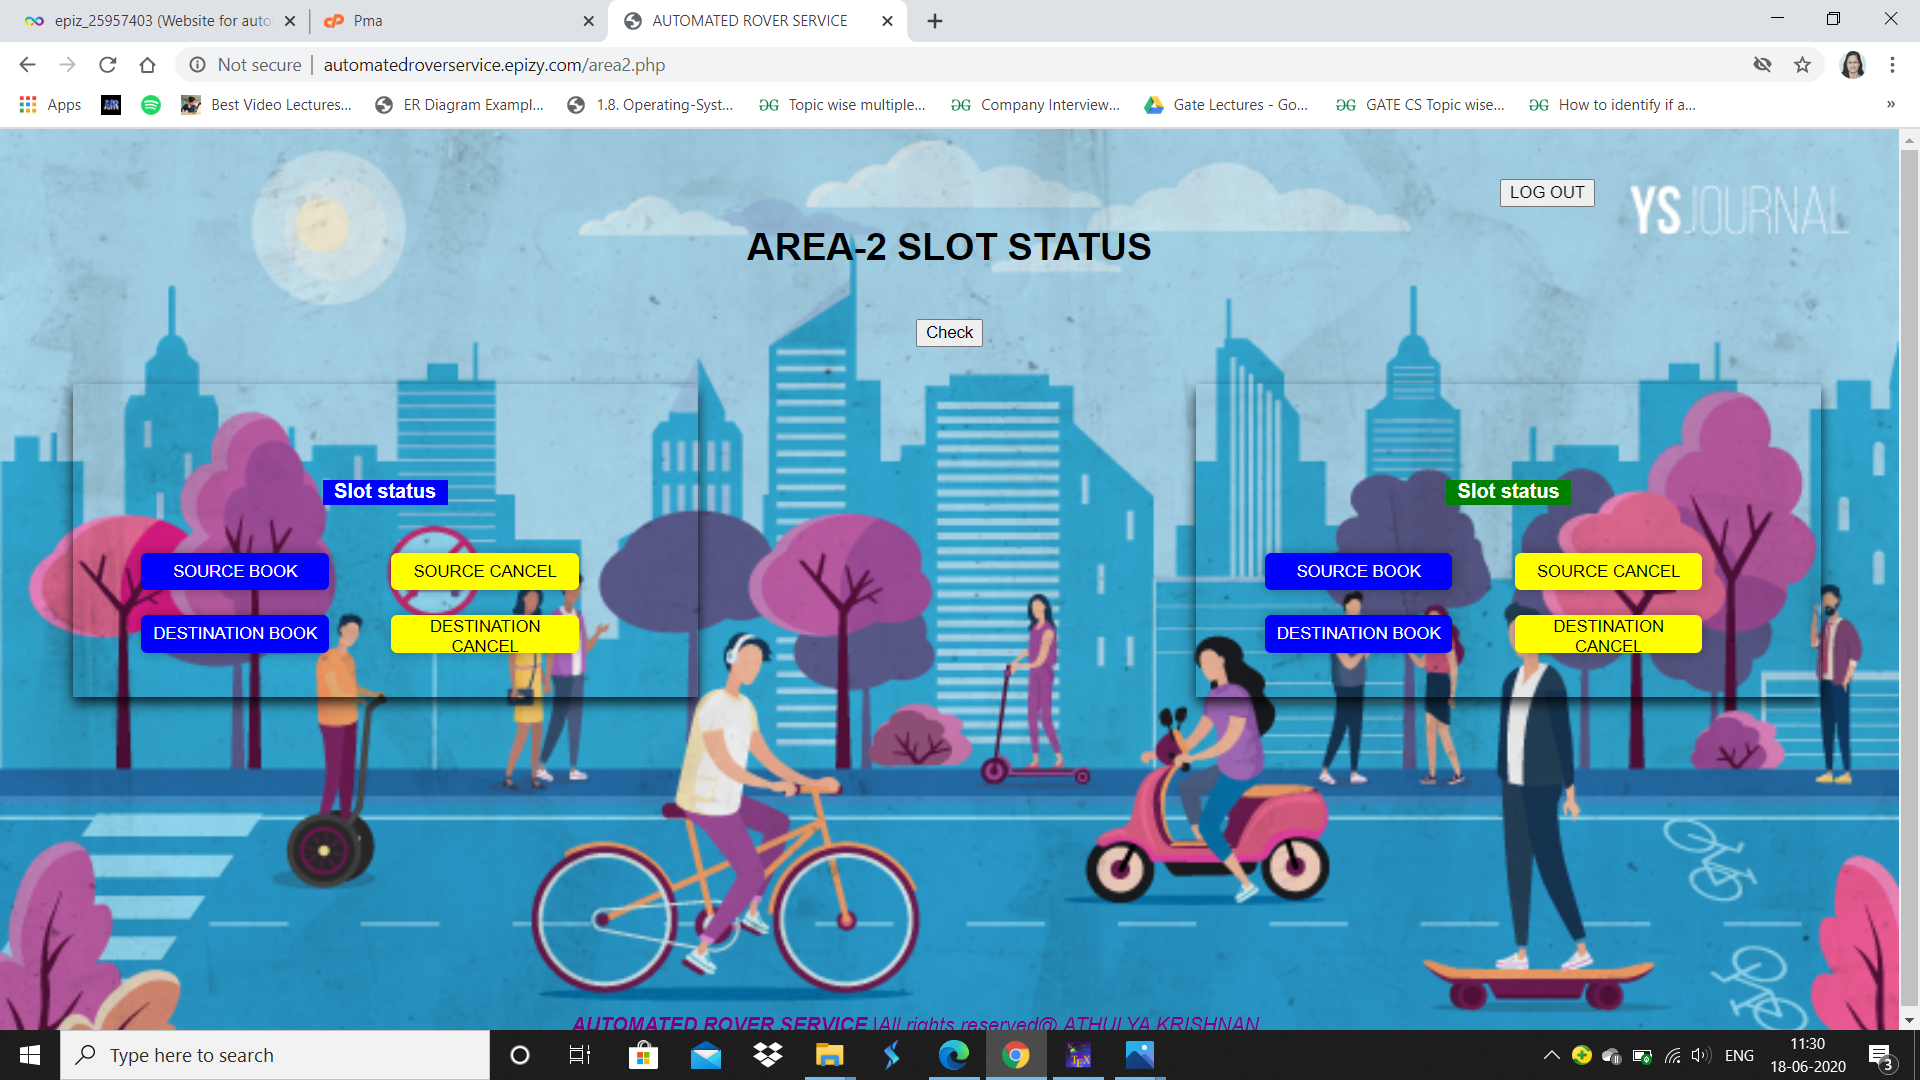 epiz_25957403 (Website for auto
Pma
AUTOMATED ROVER SERVICE
Not secure
automatedroverservice.epizy.com/area2.php
Apps
Best Video Lectures...
ER Diagram Exampl...
1.8. Operating-Syst...
Topic wise multiple...
Company Interview...
Gate Lectures - Go...
GATE CS Topic wise...
How to identify if a...
»
LOG OUT
YSJOURNAL
AREA-2 SLOT STATUS
Check
Slot status
SOURCE BOOK
SOURCE CANCEL
DESTINATION BOOK
DESTINATION
CANCEL
Slot status
SOURCE BOOK
SOURCE CANCEL
DESTINATION BOOK
DESTINATION
CANCEL
AUTOMATED ROVER SERVICE |All rights reserved@ ATHULYA KRISHNAN
Type here to search
ENG
11:30
18-06-2020
3